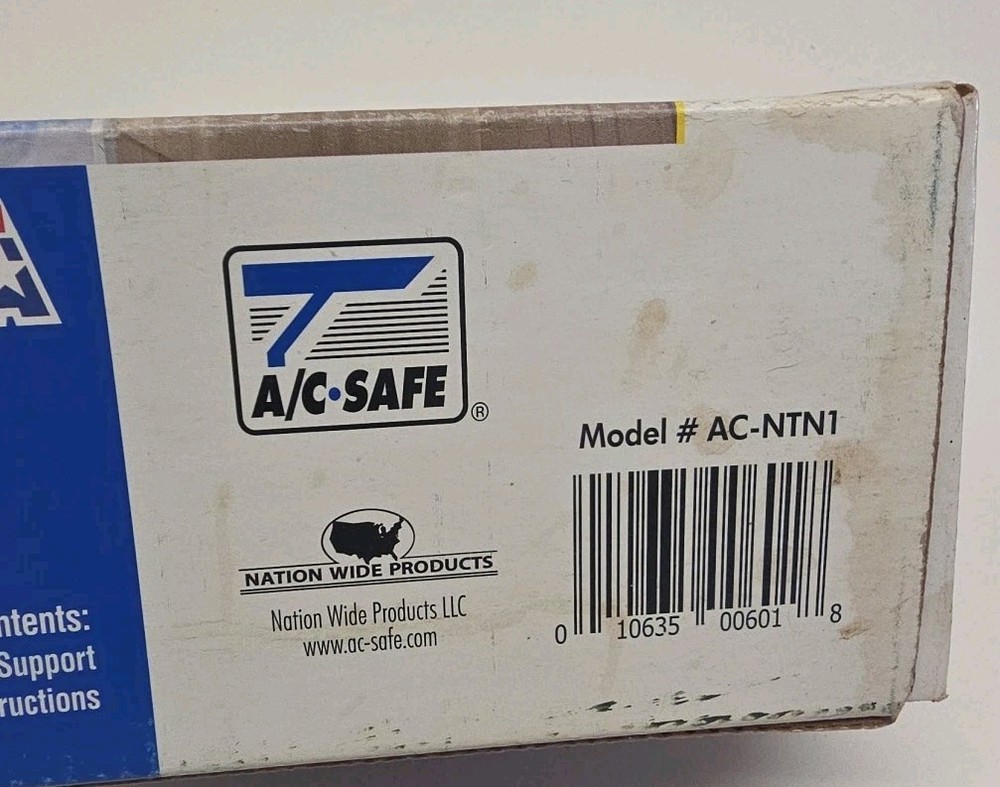 A/C•SAFE
®
Model # AC-NTN1
NATION WIDE PRODUCTS
Nation Wide Products LLC
www.ac-safe.com
0 10635 00601 8
ntents:
Support
ructions